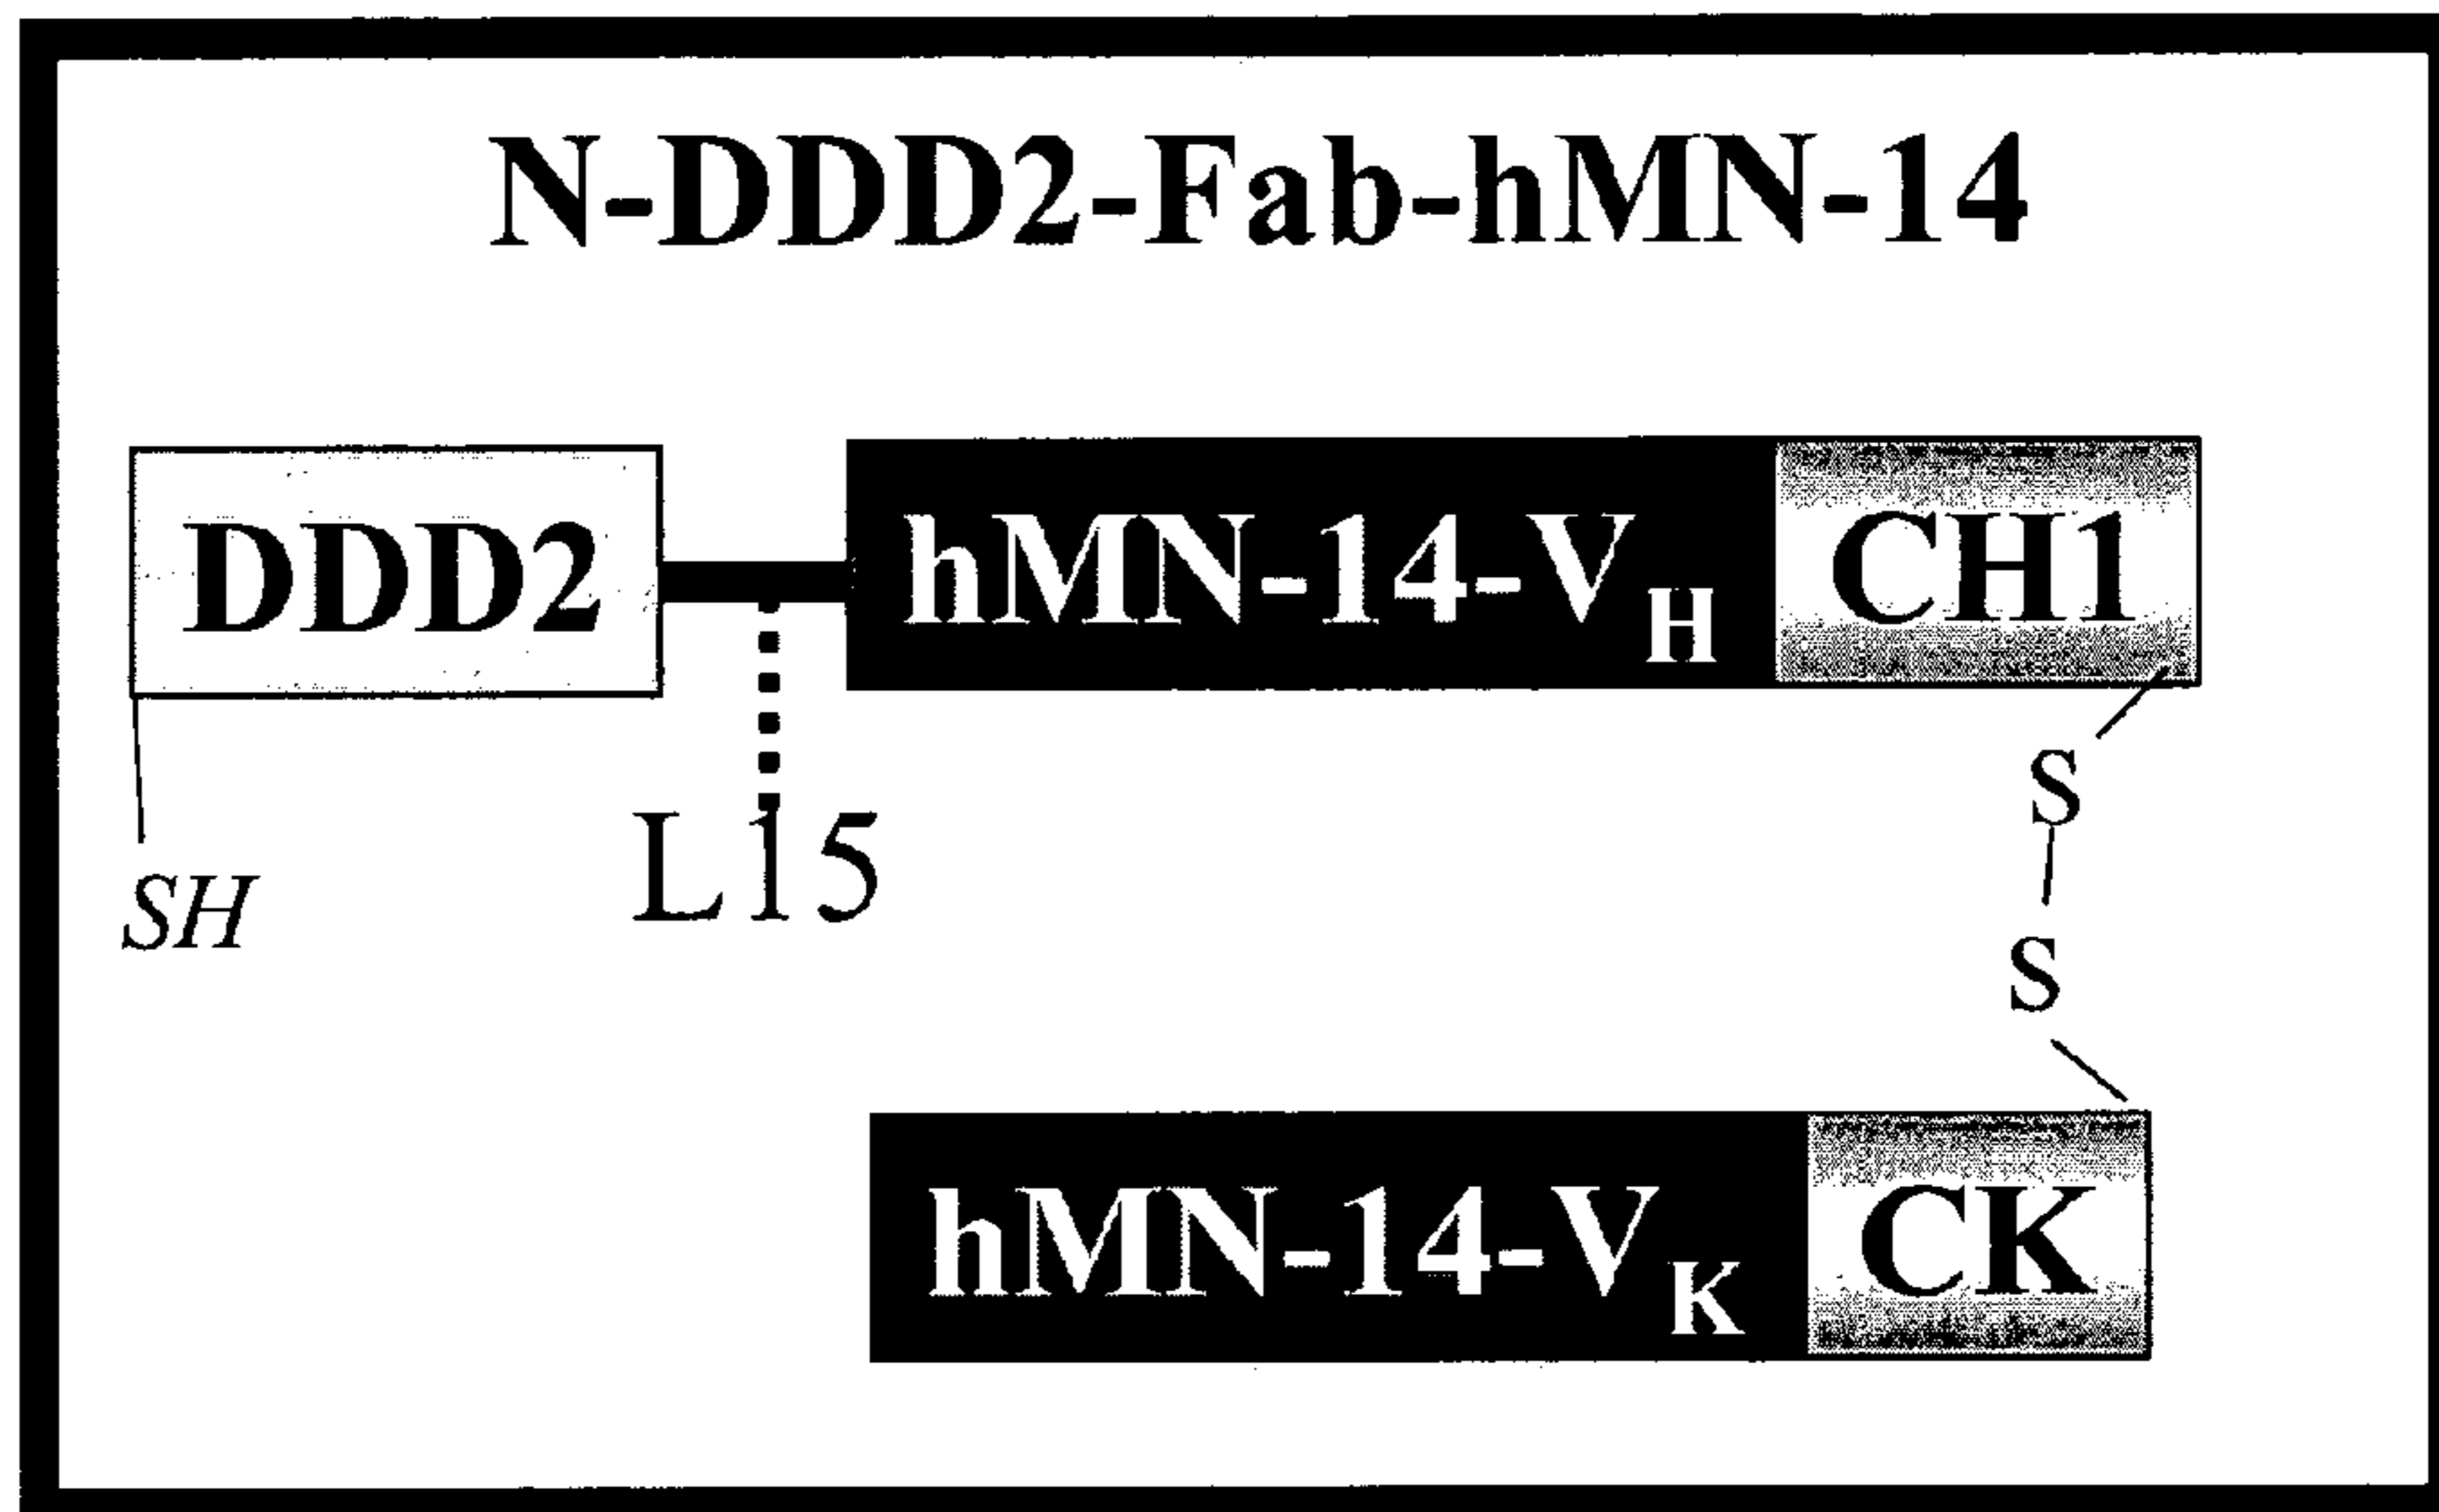 N-DDD2-Fab-hMN-14
DDD2 hMN-14-VH CH1
L15
SH
S
S
hMN-14-VK CK